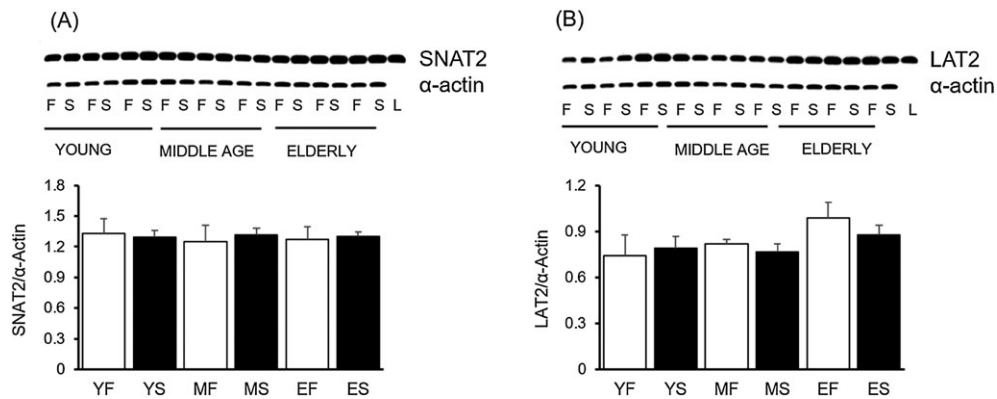 (A)
SNAT2
α-actin
F S F S F S F S F S F S F S F S F S L
YOUNG MIDDLE AGE ELDERLY
1.8
1.5
1.2
0.9
0.6
0.3
0
SNAT2/α-Actin
YF YS MF MS EF ES
(B)
LAT2
α-actin
F S F S F S F S F S F S F S F S F S L
YOUNG MIDDLE AGE ELDERLY
1.2
0.9
0.6
0.3
0
LAT2/α-Actin
YF YS MF MS EF ES